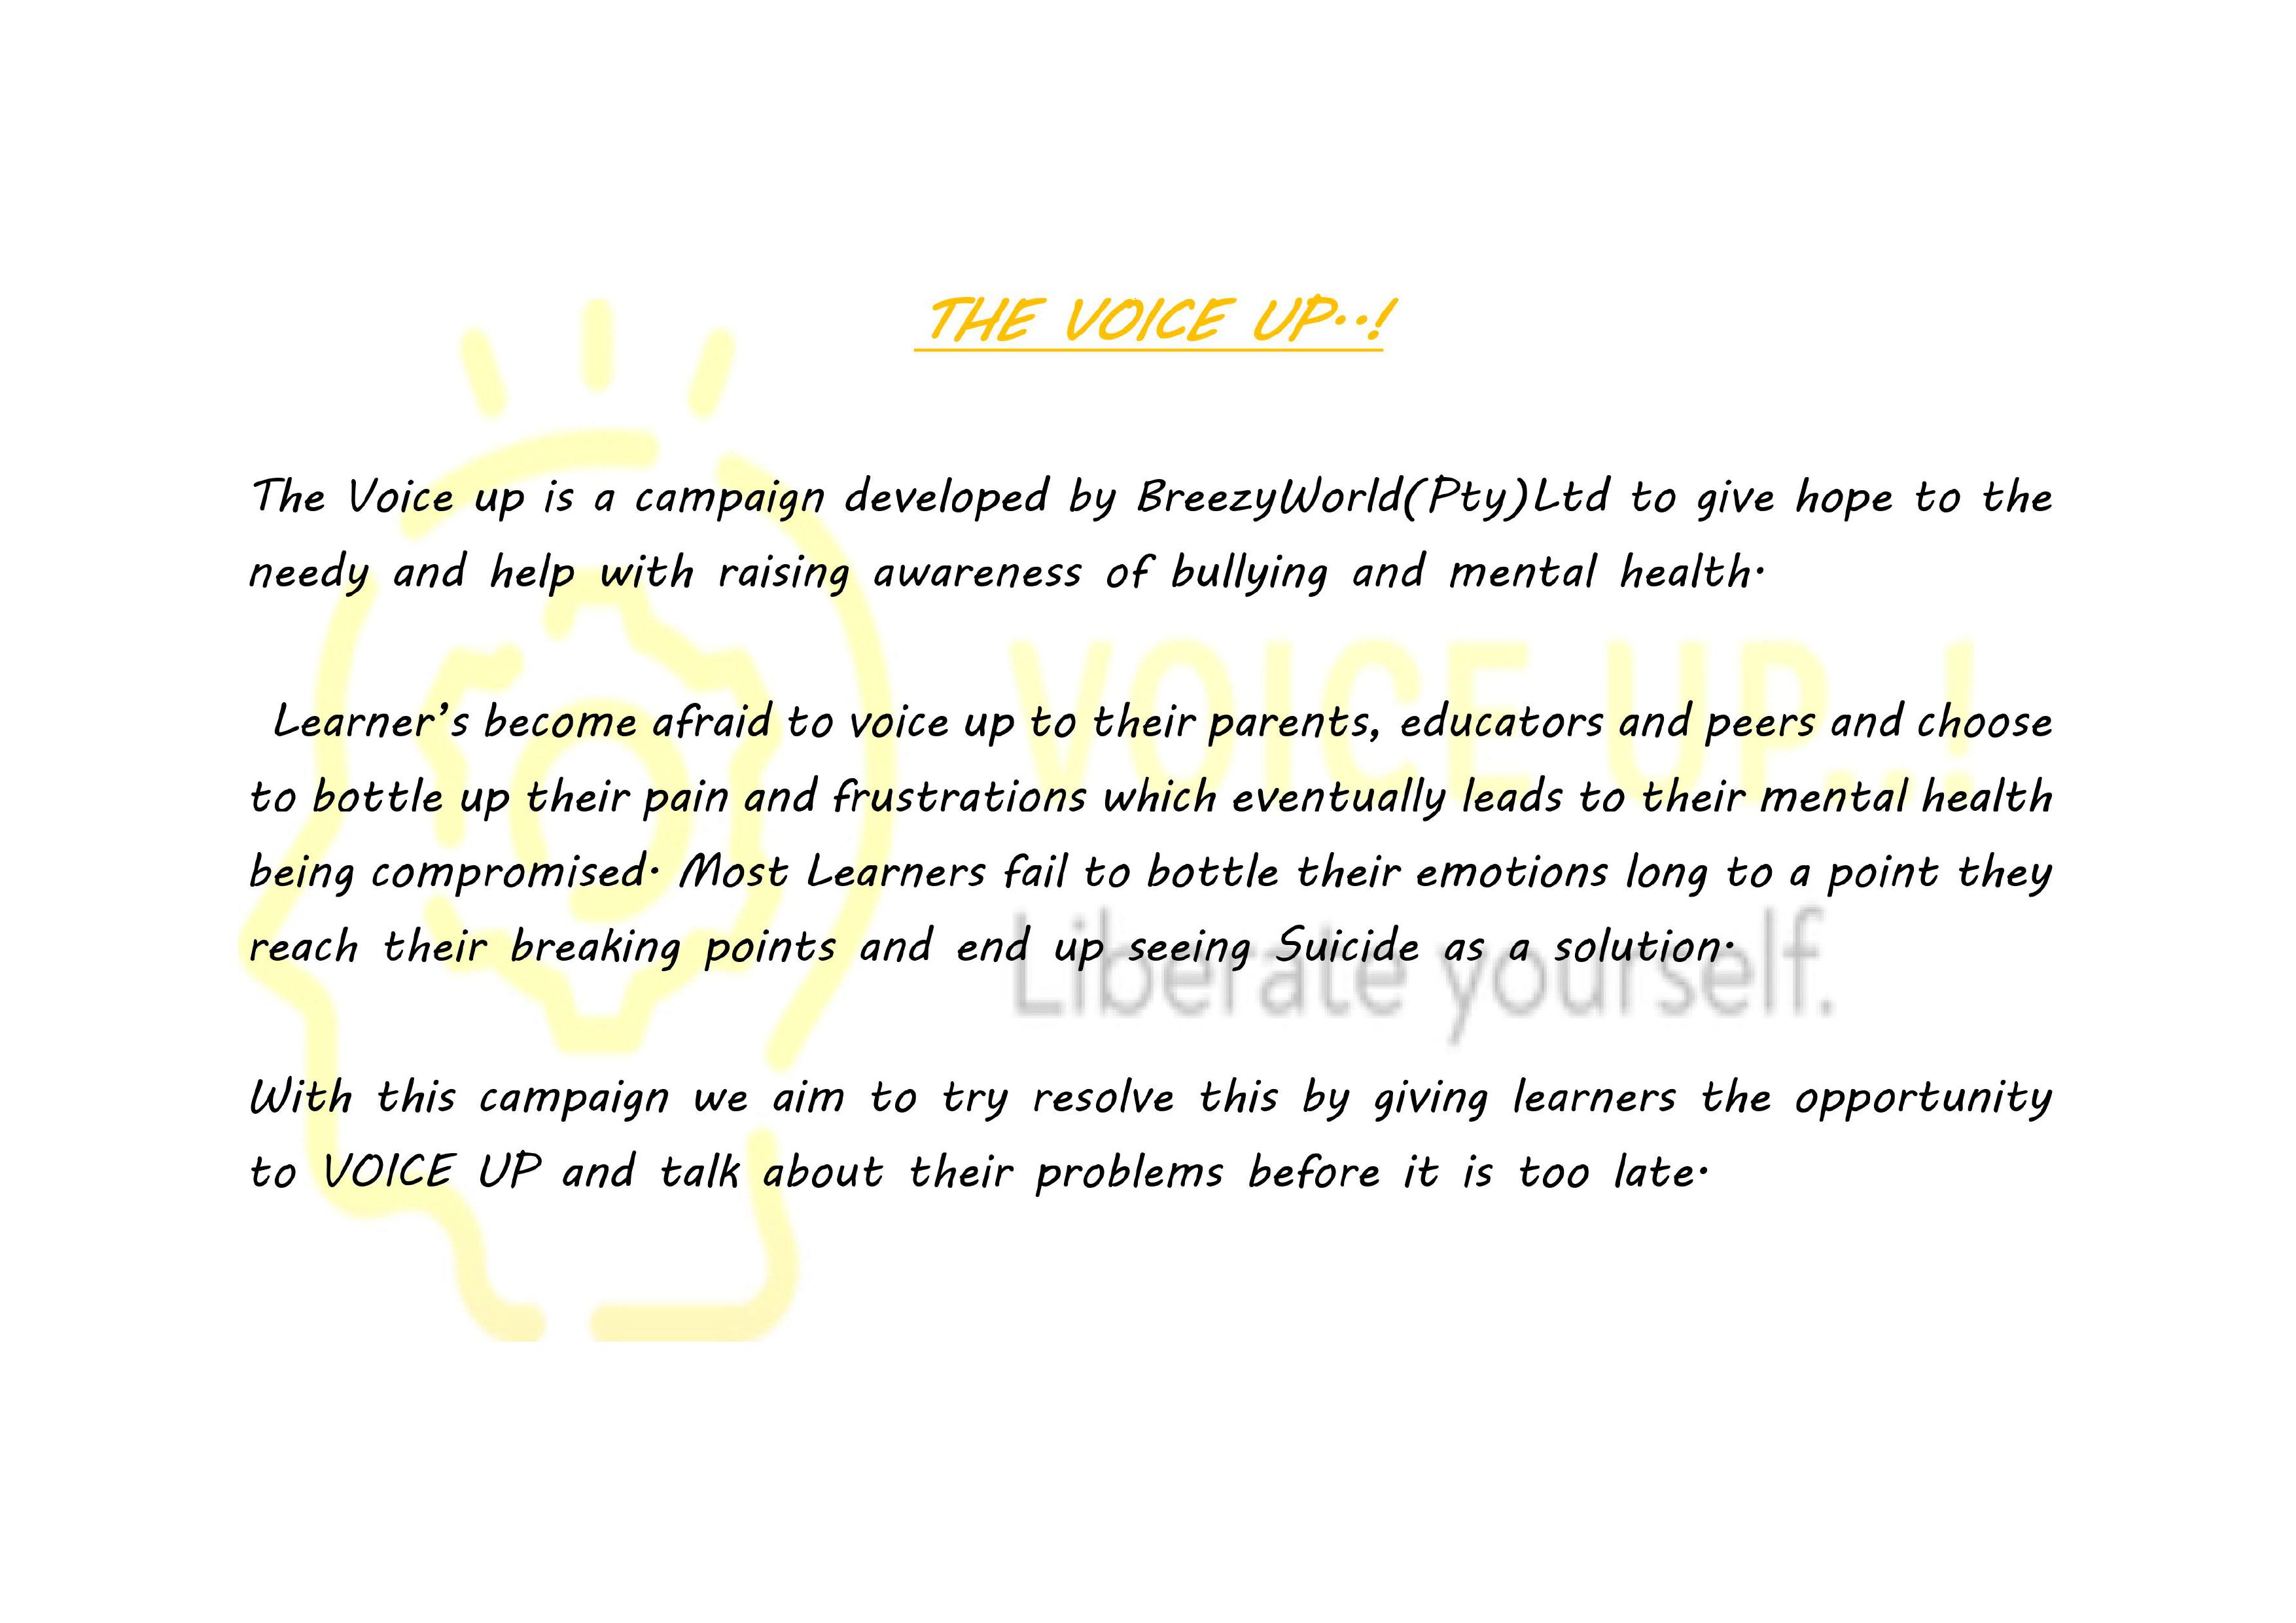 THE VOICE UP..!
The Voice up is a campaign developed by BreezyWorld(Pty)Ltd to give hope to the
needy and help with raising awareness of bullying and mental health.
VOICE UP..!
Learner’s become afraid to voice up to their parents, educators and peers and choose
to bottle up their pain and frustrations which eventually leads to their mental health
being compromised. Most Learners fail to bottle their emotions long to a point they
reach their breaking points and end up seeing Suicide as a solution.
Liberate yourself.
With this campaign we aim to try resolve this by giving learners the opportunity
to VOICE UP and talk about their problems before it is too late.